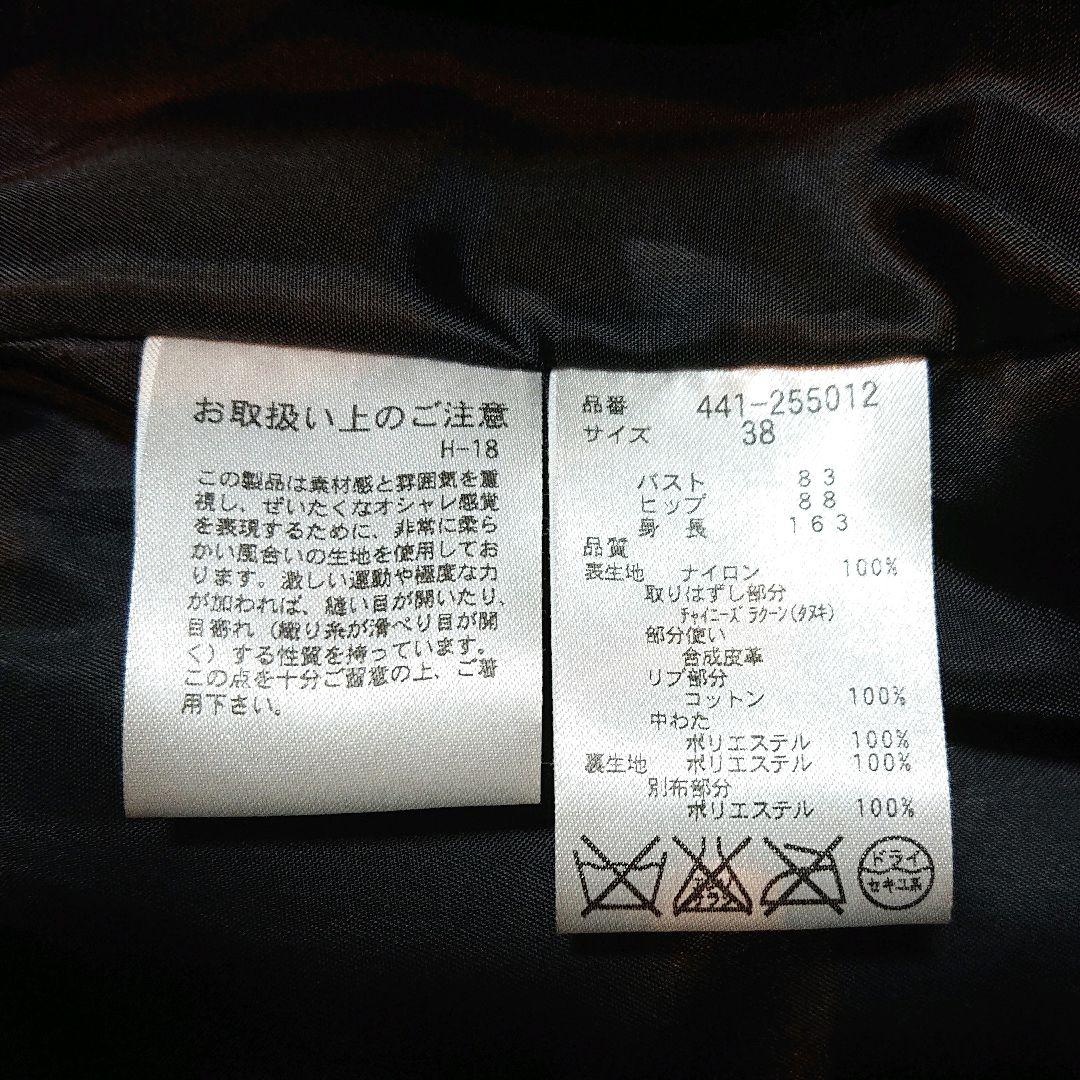 お取扱い上のご注意
H-18
この製品は素材感と雰囲気を重
視し、ぜいたくなオシャレ感覚
を表現するために、非常に柔ら
かい風合いの生地を使用してお
ります。激しい運動や極度な力
が加われば、縫い目が開いたり、
目寄れ（織り糸が滑べり目が開
く）する性質を持っています。
この点を十分ご留意の上、ご着
用下さい。
品番 441-255012
サイズ 38
バスト 83
ヒップ 88
身長 163
品質
表生地 ナイロン 100%
取りはずし部分
チャイニーズ ラクーン(タヌキ)
部分使い
合成皮革
リブ部分
コットン 100%
中わた
ポリエステル 100%
裏生地 ポリエステル 100%
別布部分
ポリエステル 100%
エンソ
サラシ
ドライ
セキユ系